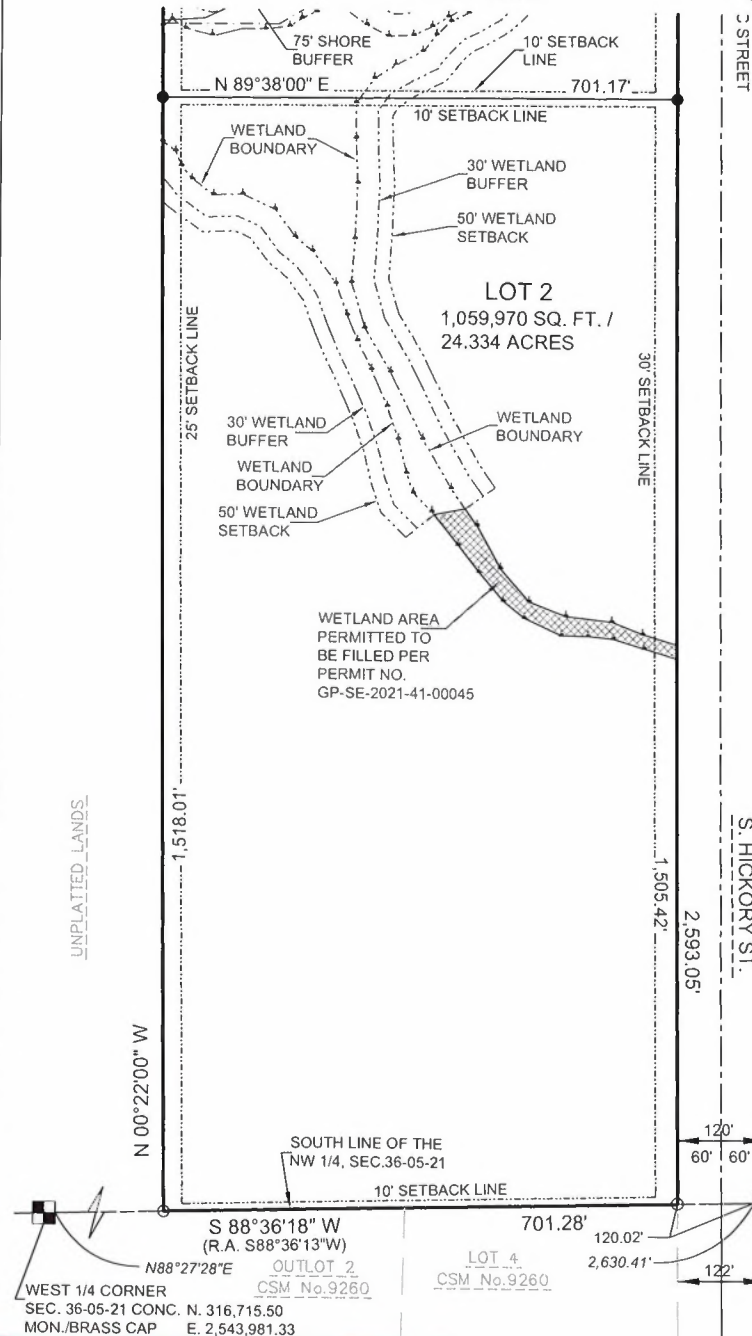 75' SHORE
BUFFER
10' SETBACK
LINE
N 89°38'00" E
701.17'
10' SETBACK LINE
WETLAND
BOUNDARY
30' WETLAND
BUFFER
50' WETLAND
SETBACK
LOT 2
1,059,970 SQ. FT. /
24.334 ACRES
25' SETBACK LINE
30' SETBACK LINE
30' WETLAND
BUFFER
WETLAND
BOUNDARY
WETLAND
BOUNDARY
50' WETLAND
SETBACK
WETLAND AREA
PERMITTED TO
BE FILLED PER
PERMIT NO.
GP-SE-2021-41-00045
STREET
UNPLATTED LANDS
1,518.01'
1,505.42'
2,593.05'
S. HICKORY ST.
N 00°22'00" W
SOUTH LINE OF THE
NW 1/4, SEC.36-05-21
10' SETBACK LINE
120'
60' 60'
S 88°36'18" W
(R.A. S88°36'13"W)
701.28'
120.02'
2,630.41'
122'
N88°27'28"E
OUTLOT 2
CSM No.9260
LOT 4
CSM No.9260
WEST 1/4 CORNER
SEC. 36-05-21 CONC. N. 316,715.50
MON./BRASS CAP E. 2,543,981.33